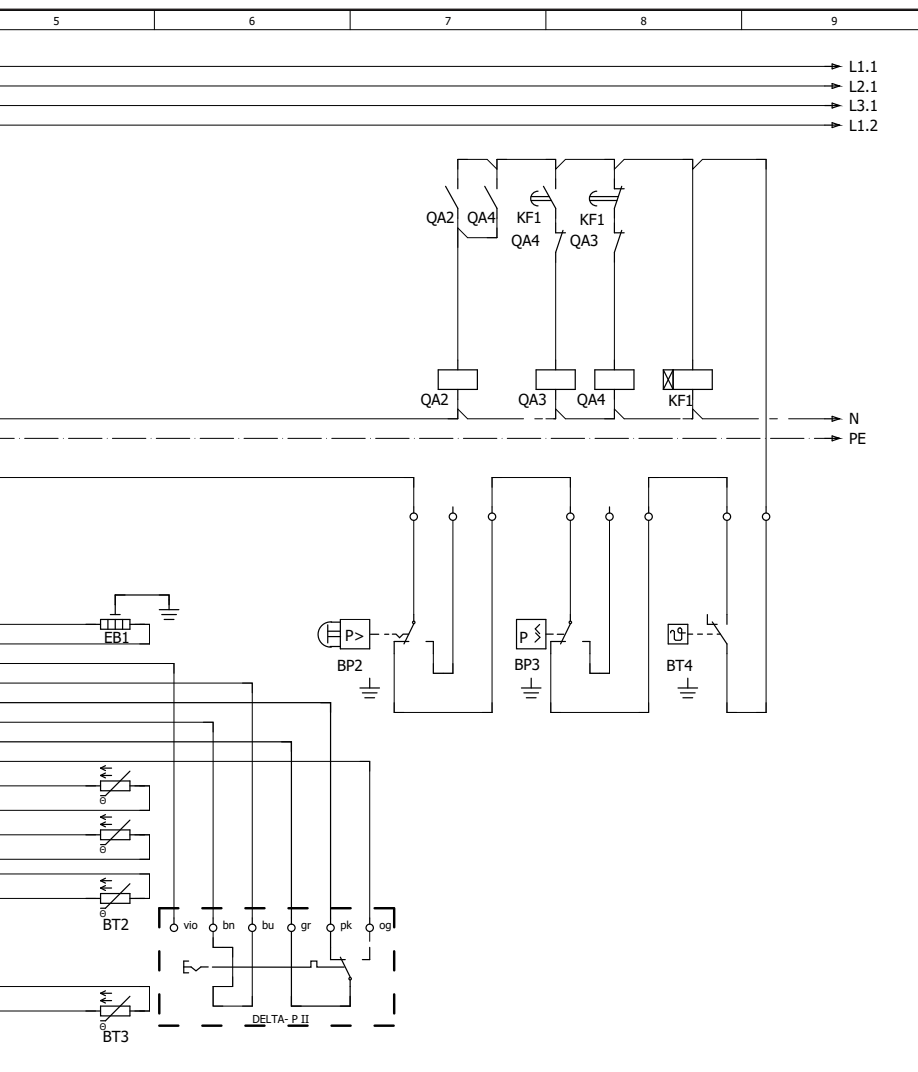 5 6 7 8 9
L1.1
L2.1
L3.1
L1.2
QA2 QA4 KF1 KF1
QA4 QA3
QA2 QA3 QA4 KF1
N
PE
EB1
P> P ϑ
BP2 BP3 BT4
Θ
Θ
Θ
BT2
vio bn bu gr pk og
DELTA- P II
Θ
BT3